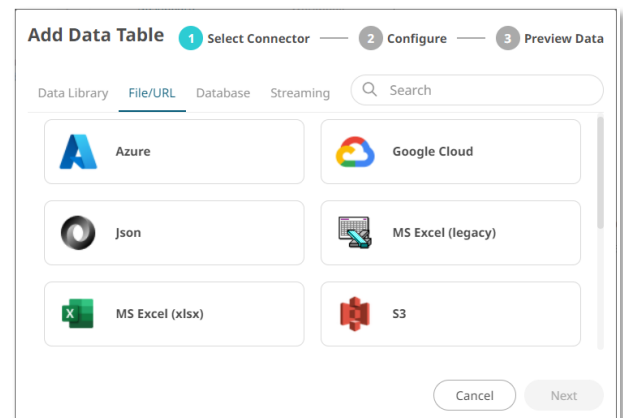 Add Data Table 1 Select Connector 2 Configure 3 Preview Data
Data Library File/URL Database Streaming Search
Azure Google Cloud
Json MS Excel (legacy)
X MS Excel (xlsx) S3
Cancel Next